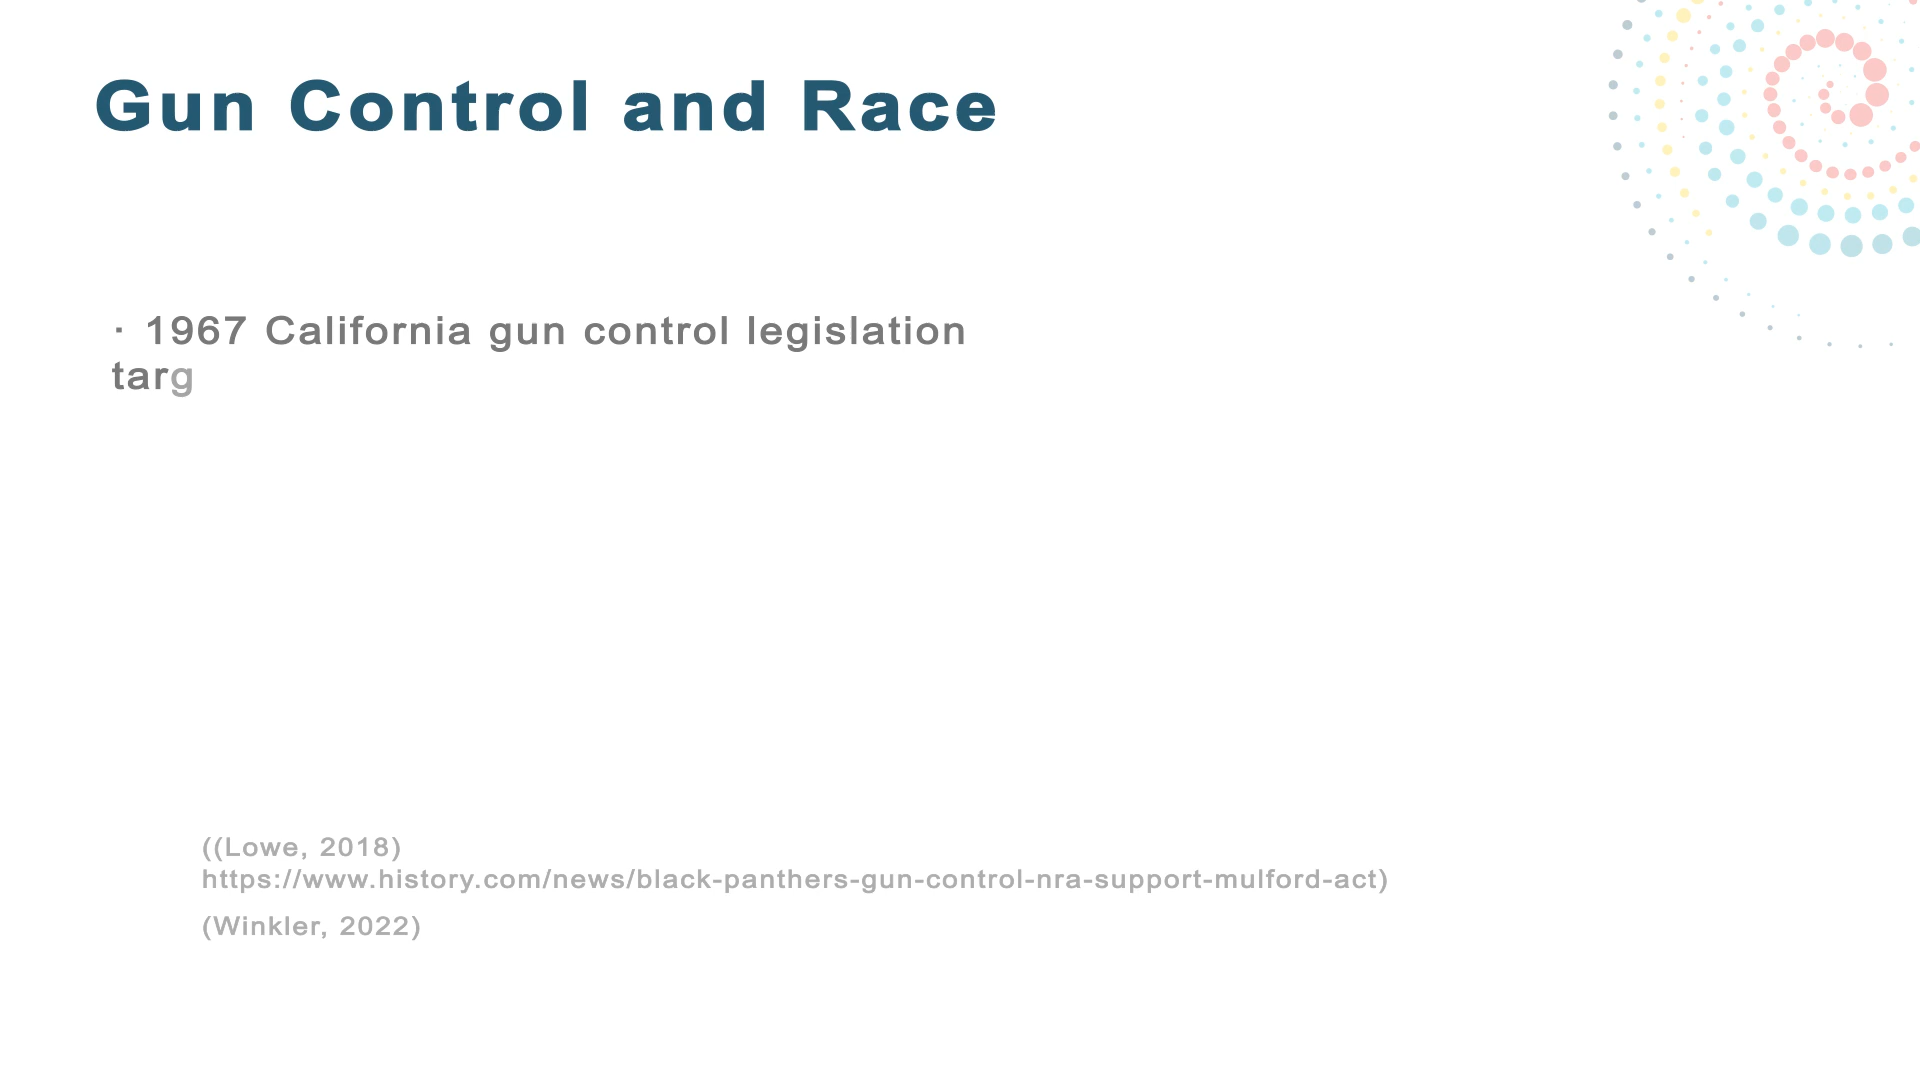 Gun Control and Race
· 1967 California gun control legislation
targ
((Lowe, 2018)
https://www.history.com/news/black-panthers-gun-control-nra-support-mulford-act)
(Winkler, 2022)